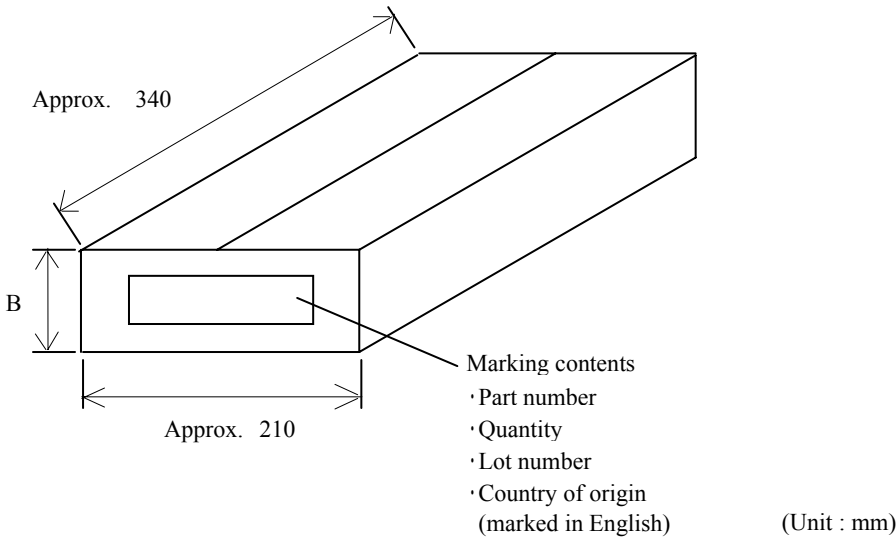 Approx. 340
B
Approx. 210
Marking contents
·Part number
·Quantity
·Lot number
·Country of origin
(marked in English)
(Unit : mm)